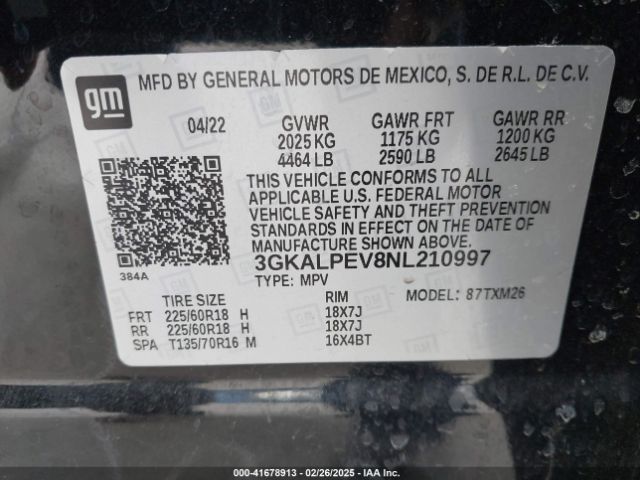 gm
MFD BY GENERAL MOTORS DE MEXICO, S. DE R.L. DE C.V.
04/22 GVWR GAWR FRT GAWR RR
2025 KG 1175 KG 1200 KG
4464 LB 2590 LB 2645 LB
THIS VEHICLE CONFORMS TO ALL
APPLICABLE U.S. FEDERAL MOTOR
VEHICLE SAFETY AND THEFT PREVENTION
STANDARDS IN EFFECT ON THE DATE OF
MANUFACTURE SHOWN ABOVE.
3GKALPEV8NL210997
384A
TYPE: MPV MODEL: 87TXM26
TIRE SIZE RIM
FRT 225/60R18 H 18X7J
RR 225/60R18 H 18X7J
SPA T135/70R16 M 16X4BT
000-41678913 - 02/26/2025 - IAA Inc.